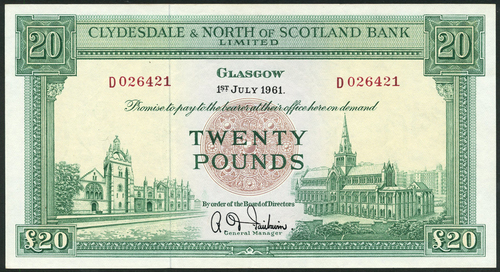 20 CLYDESDALE & NORTH OF SCOTLAND BANK 20
LIMITED
GLASGOW
D 026421 D 026421
1ST JULY 1961.
Promise to pay to the bearer at their office here on demand
TWENTY
POUNDS
By order of the Board of Directors
General Manager
£20 £20